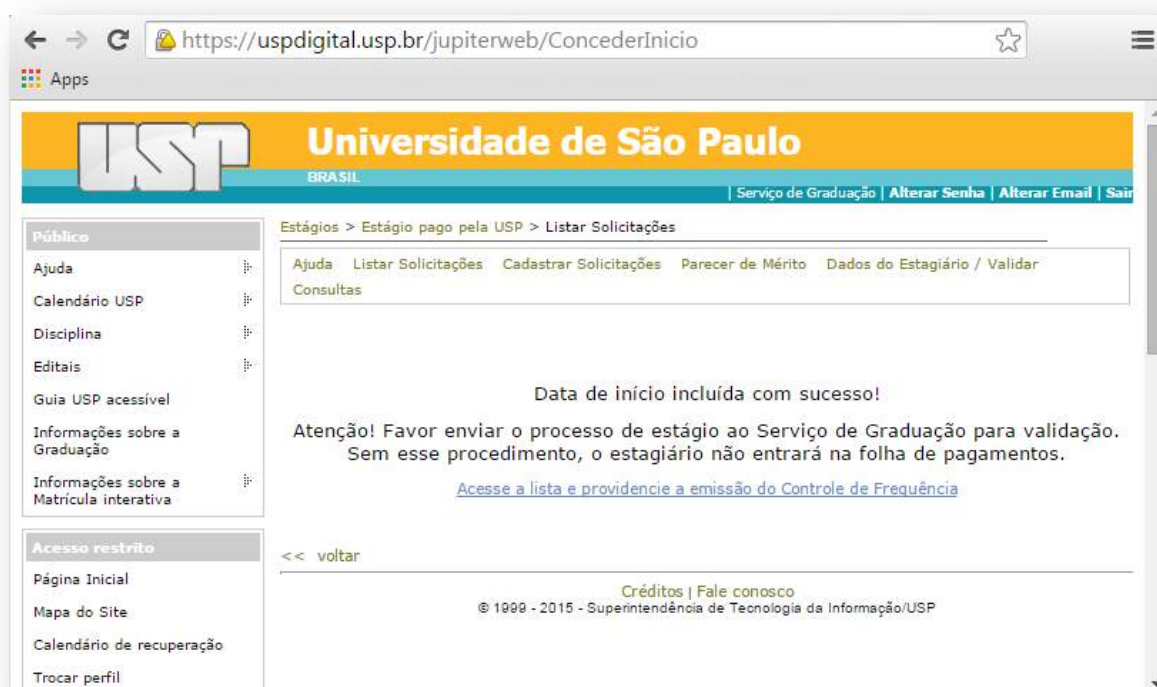 https://uspdigital.usp.br/jupiterweb/ConcederInicio
Apps
USP
Universidade de São Paulo
BRASIL
| Serviço de Graduação | Alterar Senha | Alterar Email | Sair
Público
Ajuda
Calendário USP
Disciplina
Editais
Guia USP acessível
Informações sobre a
Graduação
Informações sobre a
Matrícula interativa
Acesso restrito
Página Inicial
Mapa do Site
Calendário de recuperação
Trocar perfil
Estágios > Estágio pago pela USP > Listar Solicitações
Ajuda Listar Solicitações Cadastrar Solicitações Parecer de Mérito Dados do Estagiário / Validar
Consultas
Data de início incluída com sucesso!
Atenção! Favor enviar o processo de estágio ao Serviço de Graduação para validação.
Sem esse procedimento, o estagiário não entrará na folha de pagamentos.
Acesse a lista e providencie a emissão do Controle de Frequência
<< voltar
Créditos | Fale conosco
© 1999 - 2015 - Superintendência de Tecnologia da Informação/USP